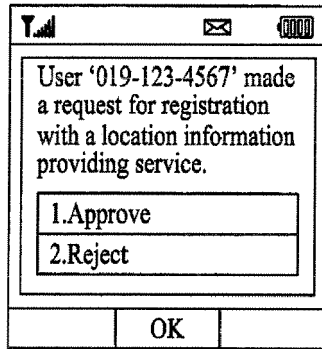 User ‘019-123-4567’ made
a request for registration
with a location information
providing service.
1.Approve
2.Reject
OK